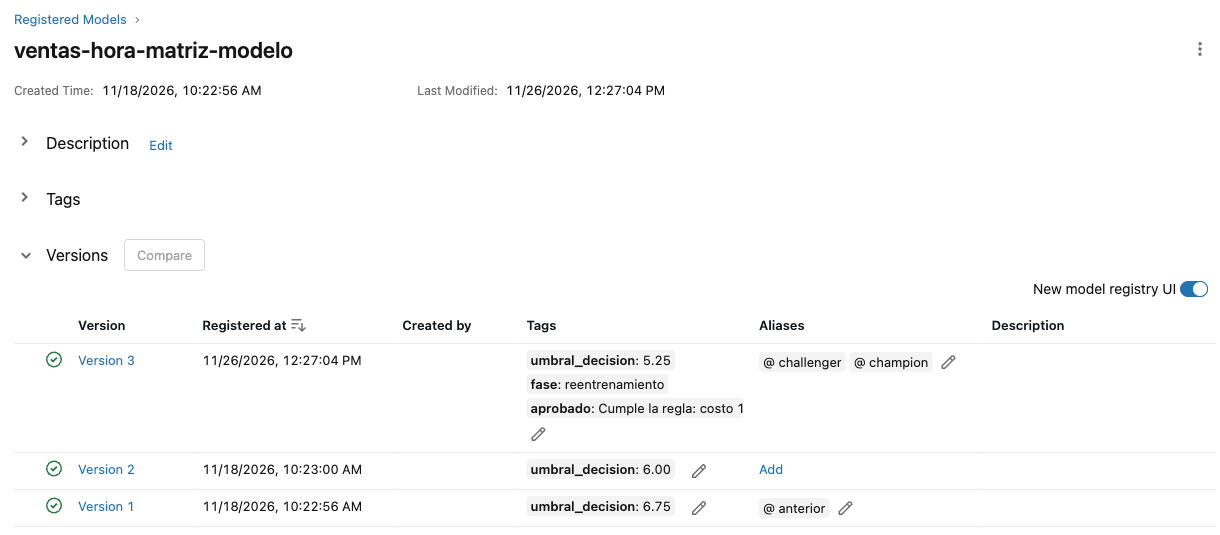 Registered Models ›
ventas-hora-matriz-modelo
Created Time: 11/18/2026, 10:22:56 AM Last Modified: 11/26/2026, 12:27:04 PM
Description Edit
Tags
Versions Compare
New model registry UI
Version Registered at Created by Tags Aliases Description
Version 3 11/26/2026, 12:27:04 PM umbral_decision: 5.25 @ challenger @ champion
fase: reentrenamiento
aprobado: Cumple la regla: costo 1
Version 2 11/18/2026, 10:23:00 AM umbral_decision: 6.00 Add
Version 1 11/18/2026, 10:22:56 AM umbral_decision: 6.75 @ anterior